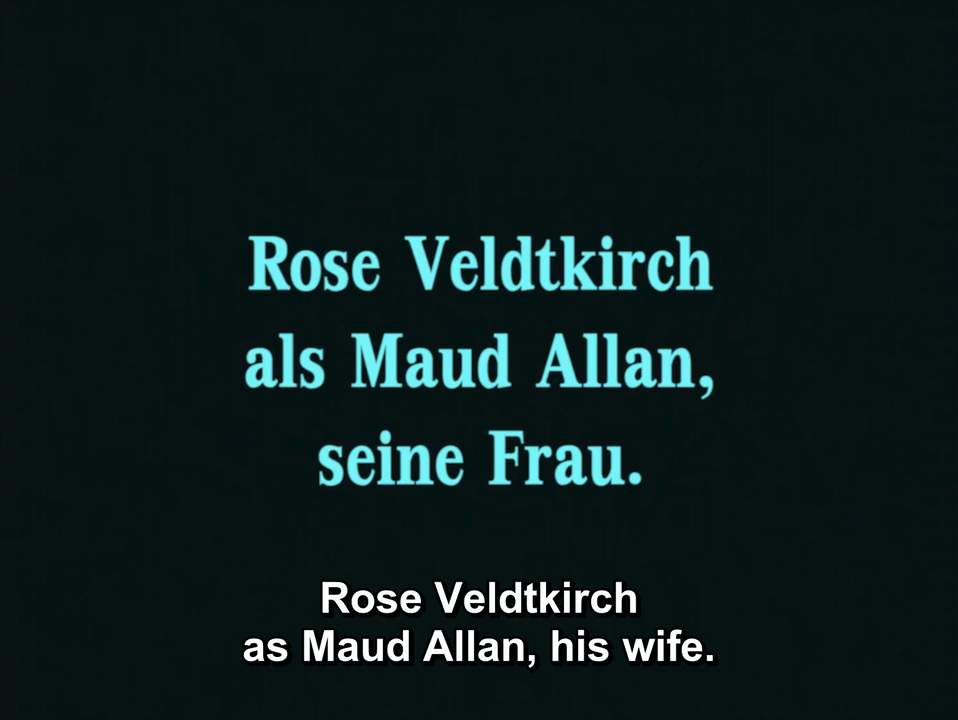 Rose Veldtkirch
als Maud Allan,
seine Frau.
Rose Veldtkirch
as Maud Allan, his wife.